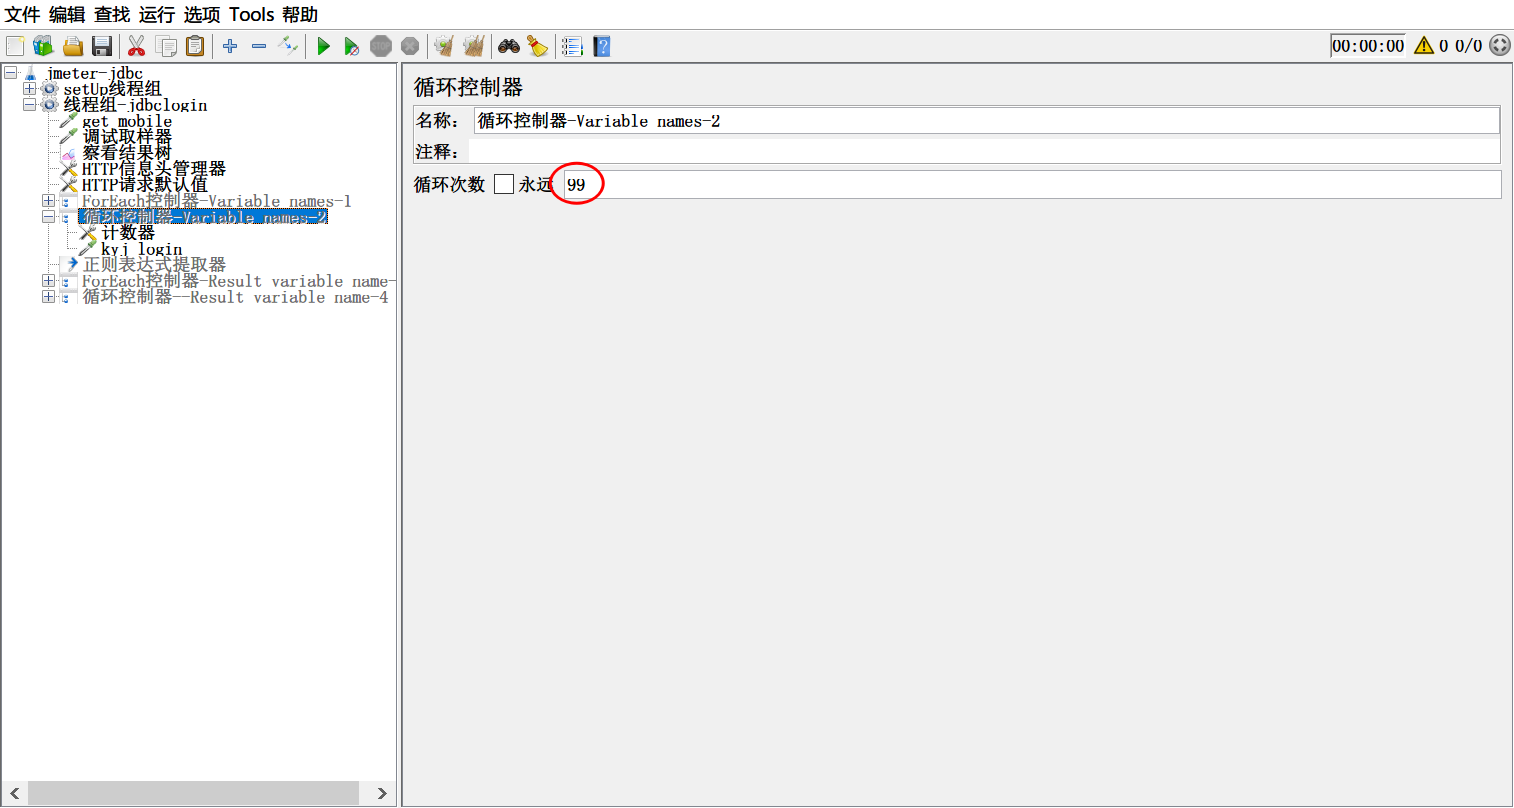 文件 编辑 查找 运行 选项 Tools 帮助
STOP
00:00:00 0 0/0
jmeter-jdbc
setUp线程组
线程组-jdbclogin
get mobile
调试取样器
察看结果树
HTTP信息头管理器
HTTP请求默认值
ForEach控制器-Variable names-1
循环控制器-Variable names-2
计数器
kyj login
正则表达式提取器
ForEach控制器-Result variable name-
循环控制器--Result variable name-4
循环控制器
名称： 循环控制器-Variable names-2
注释：
循环次数 永远 99